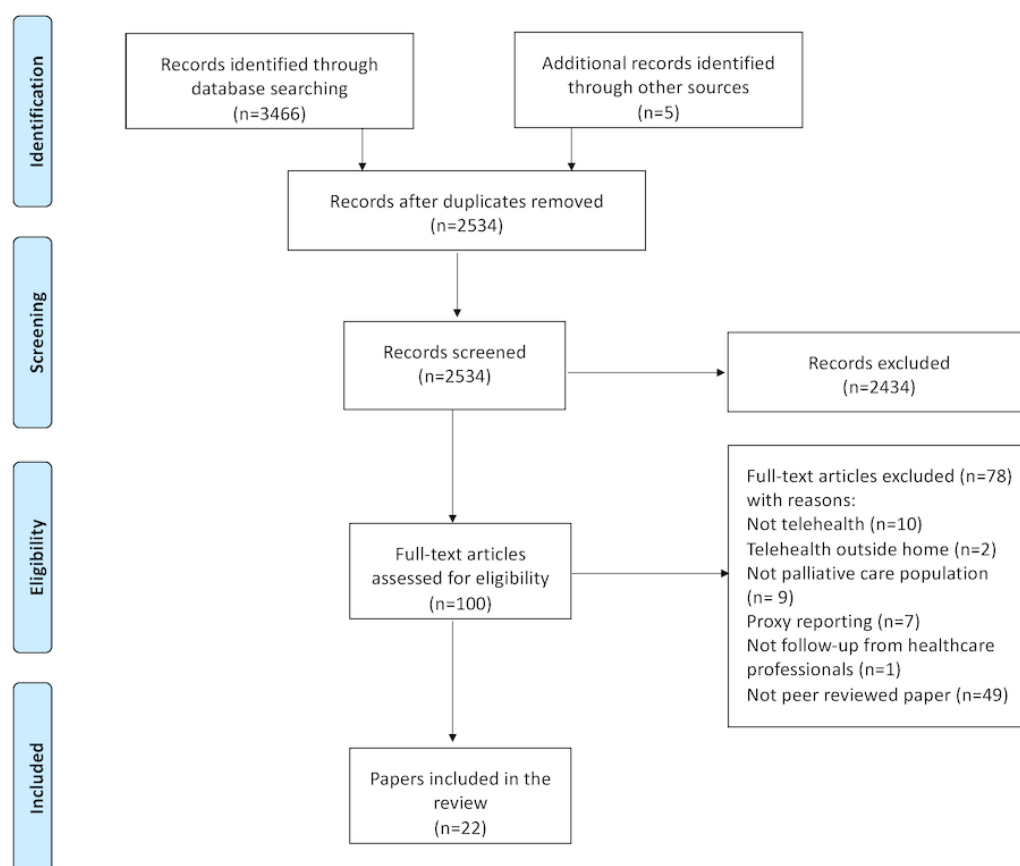 Identification
Records identified through
database searching
(n=3466)
Additional records identified
through other sources
(n=5)
Records after duplicates removed
(n=2534)
Screening
Records screened
(n=2534)
Records excluded
(n=2434)
Eligibility
Full-text articles
assessed for eligibility
(n=100)
Full-text articles excluded (n=78)
with reasons:
Not telehealth (n=10)
Telehealth outside home (n=2)
Not palliative care population
(n= 9)
Proxy reporting (n=7)
Not follow-up from healthcare
professionals (n=1)
Not peer reviewed paper (n=49)
Included
Papers included in the
review
(n=22)